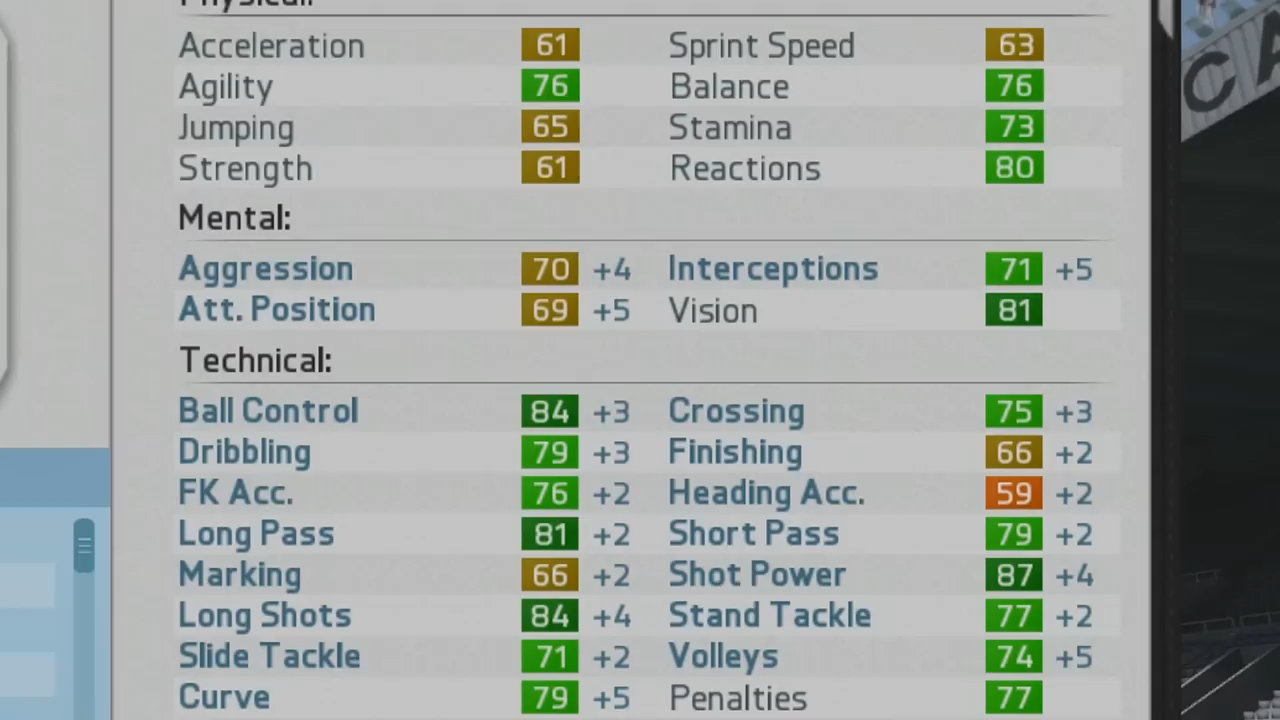 Physical:
Acceleration 61 Sprint Speed 63
Agility 76 Balance 76
Jumping 65 Stamina 73
Strength 61 Reactions 80
Mental:
Aggression 70 +4 Interceptions 71 +5
Att. Position 69 +5 Vision 81
Technical:
Ball Control 84 +3 Crossing 75 +3
Dribbling 79 +3 Finishing 66 +2
FK Acc. 76 +2 Heading Acc. 59 +2
Long Pass 81 +2 Short Pass 79 +2
Marking 66 +2 Shot Power 87 +4
Long Shots 84 +4 Stand Tackle 77 +2
Slide Tackle 71 +2 Volleys 74 +5
Curve 79 +5 Penalties 77